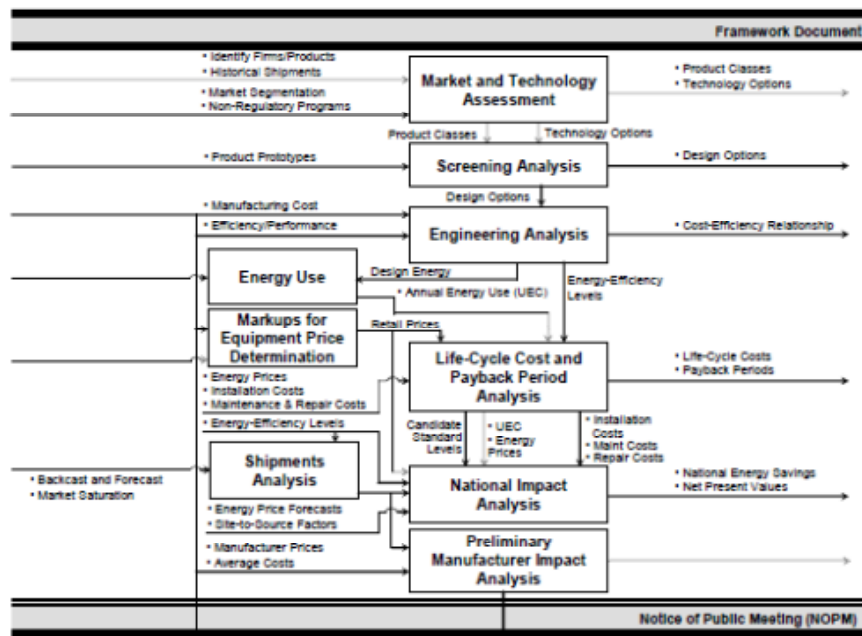 Framework Document
• Identify Firms/Products
• Historical Shipments
• Market Segmentation
• Non-Regulatory Programs
Market and Technology
Assessment
• Product Classes
• Technology Options
Product Classes
Technology Options
• Product Prototypes
Screening Analysis
• Design Options
Design Options
• Manufacturing Cost
• Efficiency/Performance
Engineering Analysis
• Cost-Efficiency Relationship
Energy Use
Design Energy
• Annual Energy Use (UEC)
Energy-Efficiency
Levels
Markups for
Equipment Price
Determination
Retail Prices
Life-Cycle Cost and
Payback Period
Analysis
• Life-Cycle Costs
• Payback Periods
• Energy Prices
• Installation Costs
• Maintenance & Repair Costs
• Energy-Efficiency Levels
Candidate
Standard
Levels
• UEC
• Energy
Prices
• Installation
Costs
• Maint Costs
• Repair Costs
Shipments
Analysis
• Backcast and Forecast
• Market Saturation
National Impact
Analysis
• National Energy Savings
• Net Present Values
• Energy Price Forecasts
• Site-to-Source Factors
• Manufacturer Prices
• Average Costs
Preliminary
Manufacturer Impact
Analysis
Notice of Public Meeting (NOPM)